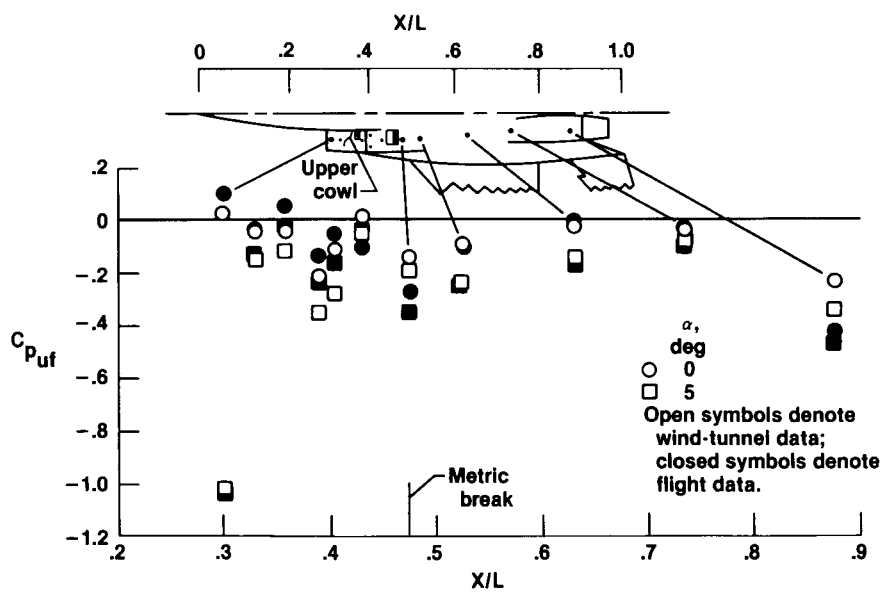 X/L
0 .2 .4 .6 .8 1.0
Upper
cowl
.2
0
-.2
-.4
-.6
-.8
-1.0
-1.2
C_p_uf
α,
deg
0
5
Open symbols denote
wind-tunnel data;
closed symbols denote
flight data.
Metric
break
.2 .3 .4 .5 .6 .7 .8 .9
X/L